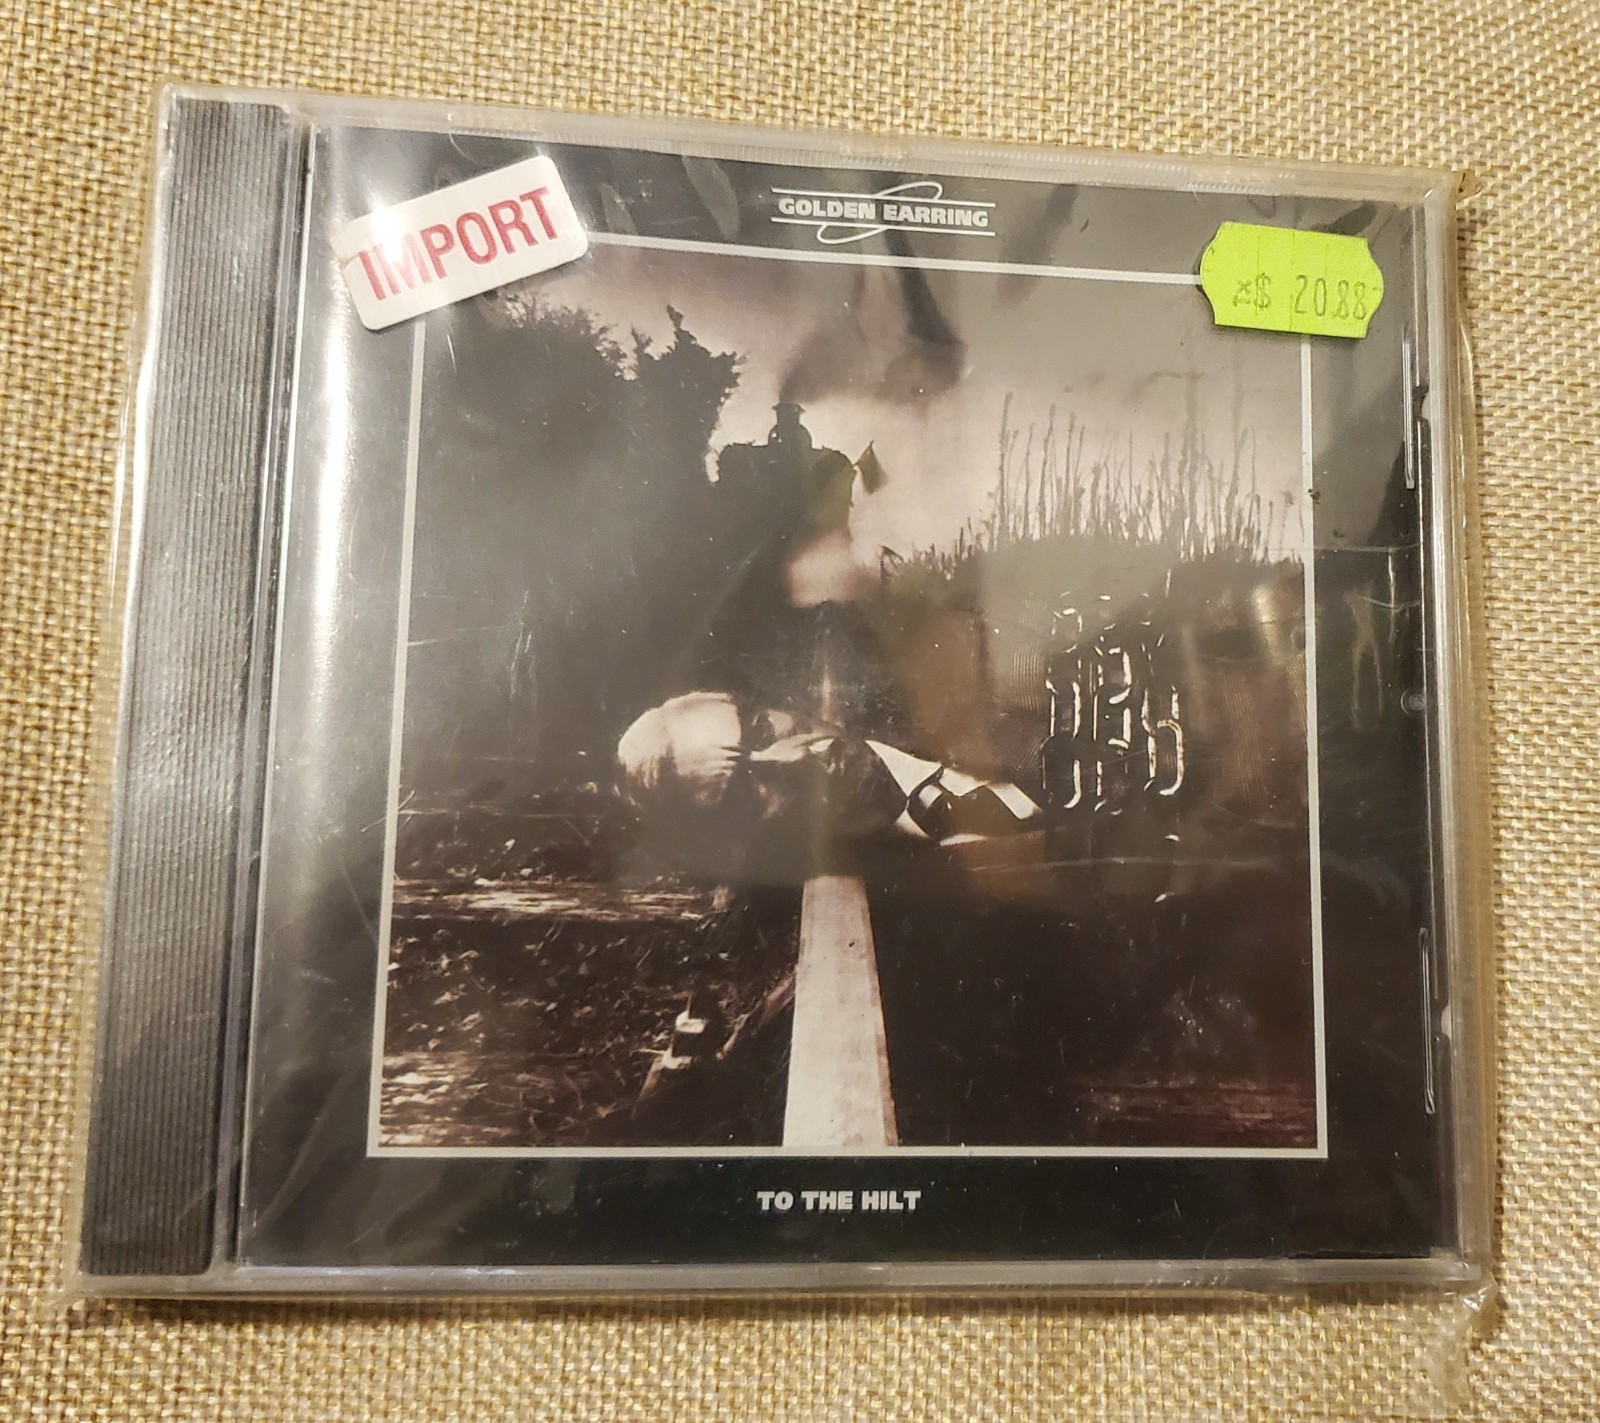 IMPORT
GOLDEN EARRING
$ 20.88
TO THE HILT